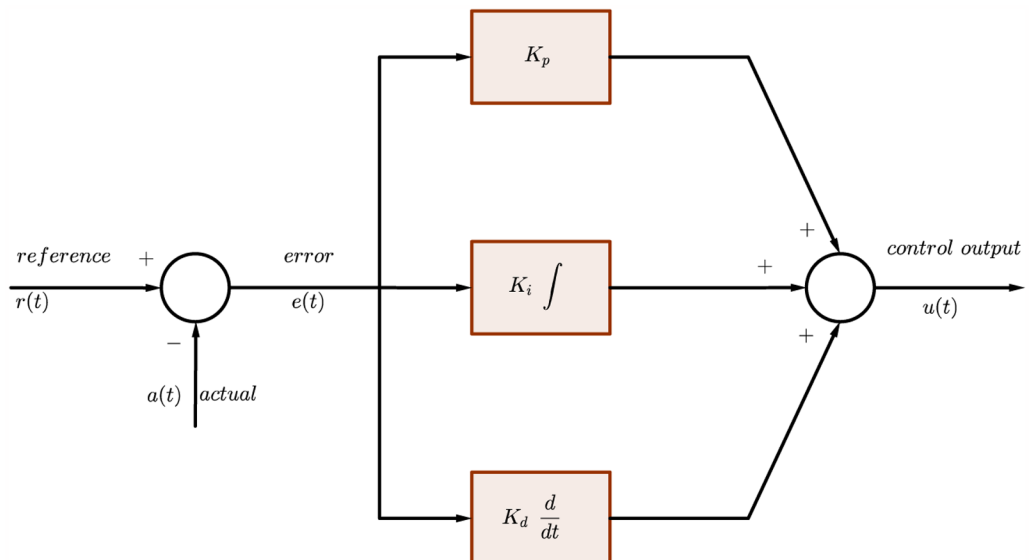 K_p
+
reference + error K_i ∫ + control output
r(t) e(t) u(t)
− +
a(t) actual
K_d d/dt